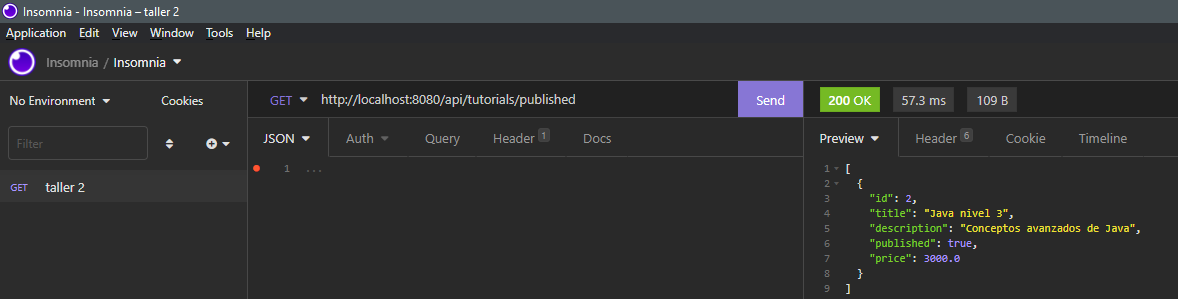 Insomnia - Insomnia – taller 2
Application Edit View Window Tools Help
Insomnia / Insomnia
No Environment Cookies
GET http://localhost:8080/api/tutorials/published Send
200 OK 57.3 ms 109 B
Filter
JSON Auth Query Header 1 Docs
Preview Header 6 Cookie Timeline
GET taller 2
1 ...
1 [
2 {
3 "id": 2,
4 "title": "Java nivel 3",
5 "description": "Conceptos avanzados de Java",
6 "published": true,
7 "price": 3000.0
8 }
9 ]